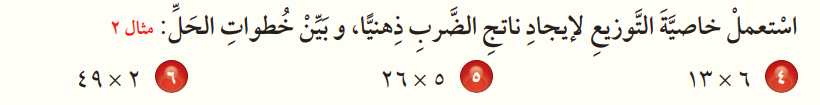 اسْتعملْ خاصيَّةَ التَّوزيعِ لإيجادِ ناتجِ الضَّربِ ذِهنيًّا، و بَيِّنْ خُطواتِ الحَلِّ: مثال ٢
٤ ٦ × ١٣ ٥ ٥ × ٢٦ ٦ ٢ × ٤٩